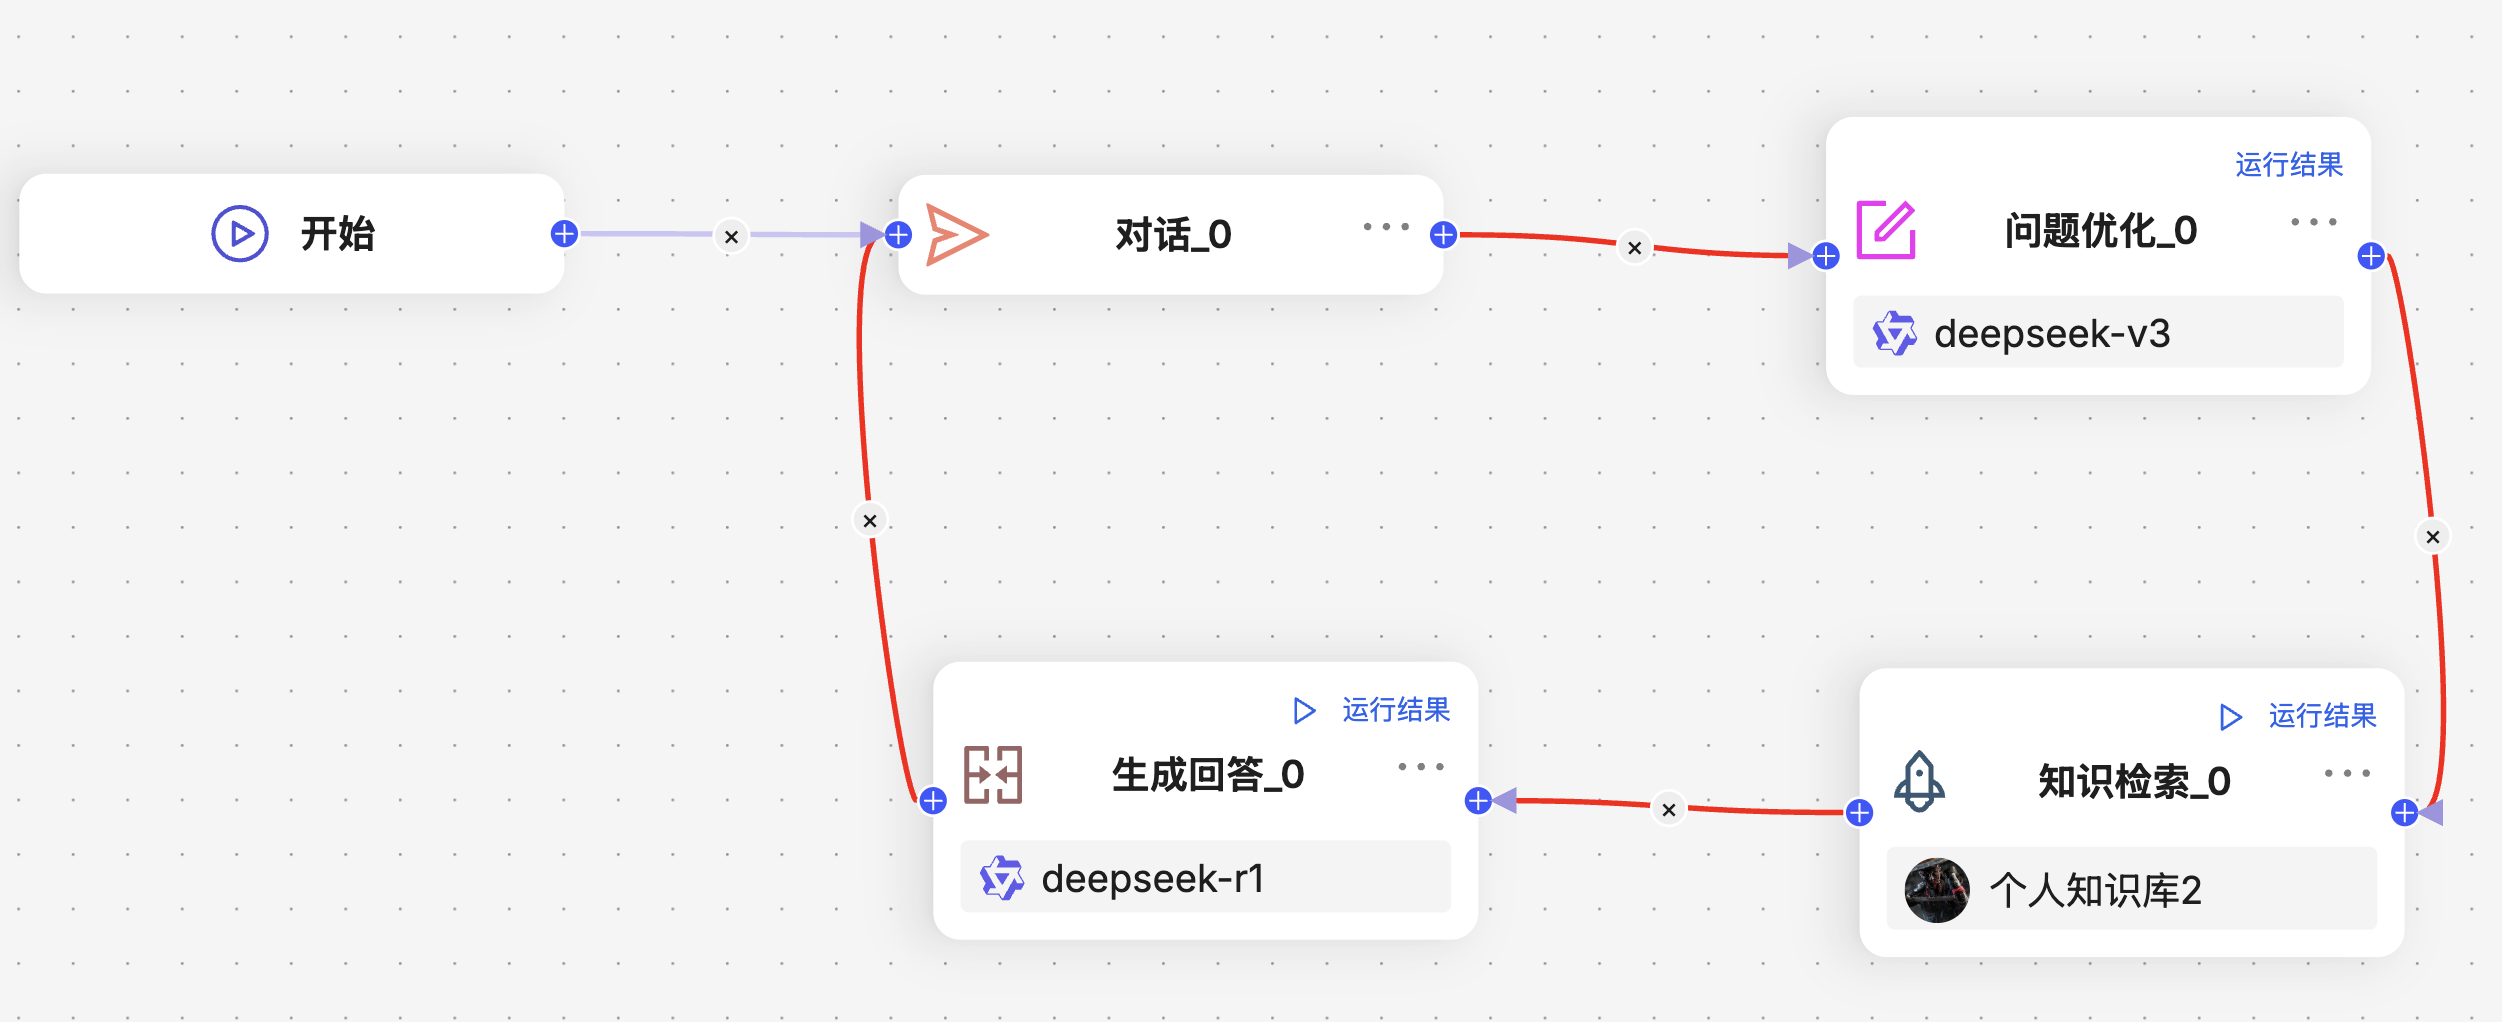 开始
对话_0
运行结果
问题优化_0
deepseek-v3
运行结果
生成回答_0
deepseek-r1
运行结果
知识检索_0
个人知识库2